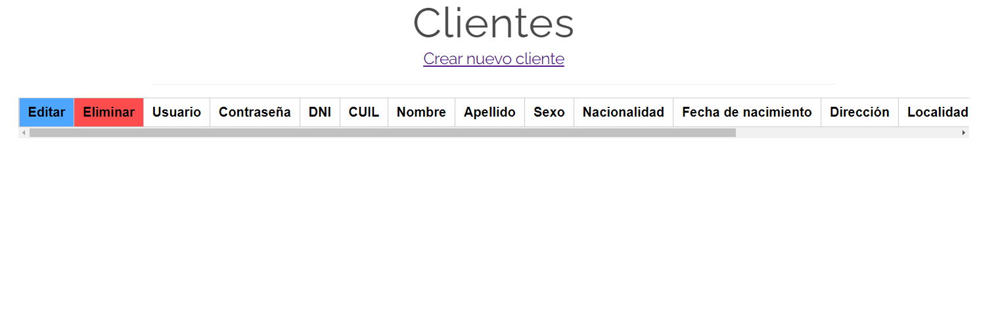 Clientes
Crear nuevo cliente
Editar Eliminar Usuario Contraseña DNI CUIL Nombre Apellido Sexo Nacionalidad Fecha de nacimiento Dirección Localidad